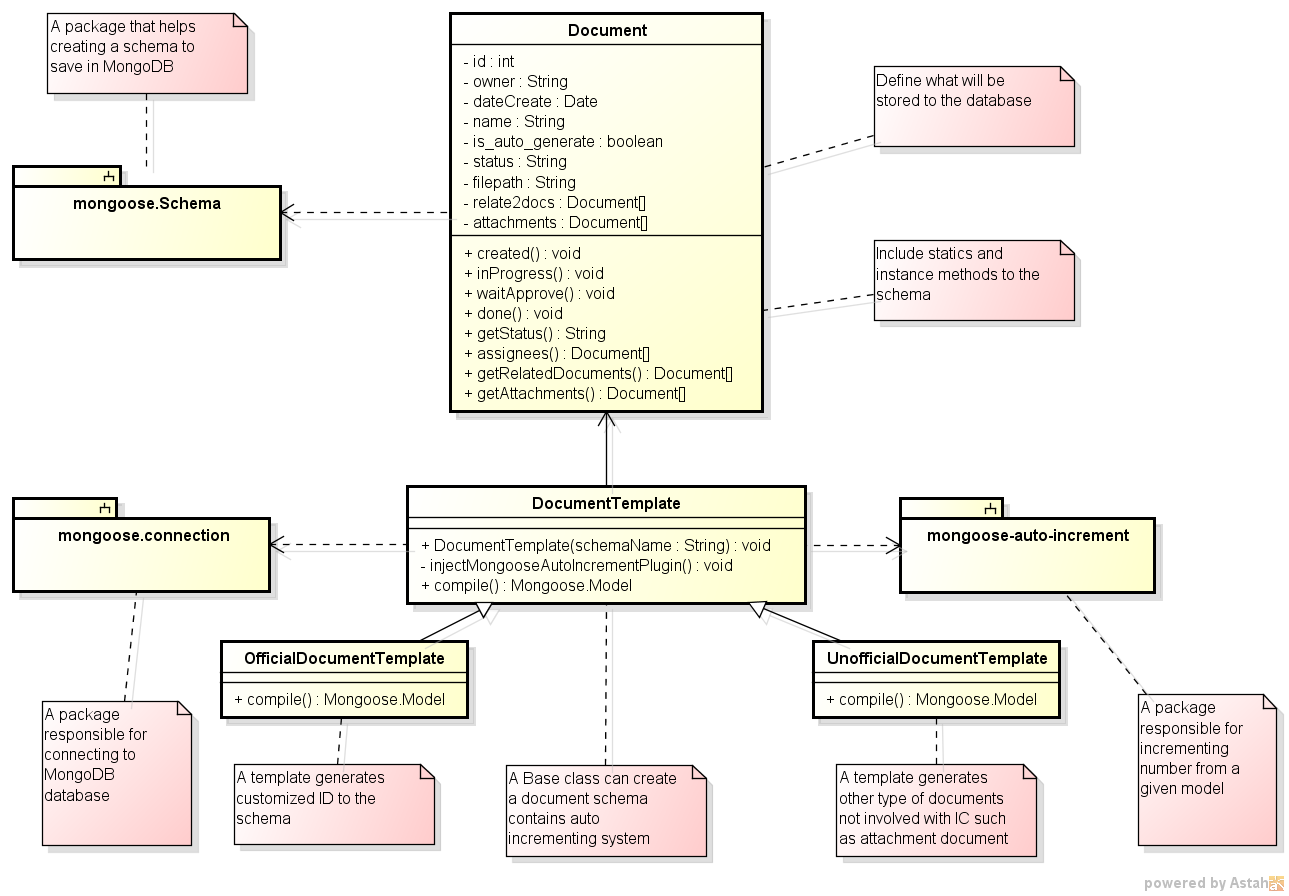 A package that helps
creating a schema to
save in MongoDB
mongoose.Schema
Document
- id : int
- owner : String
- dateCreate : Date
- name : String
- is_auto_generate : boolean
- status : String
- filepath : String
- relate2docs : Document[]
- attachments : Document[]
+ created() : void
+ inProgress() : void
+ waitApprove() : void
+ done() : void
+ getStatus() : String
+ assignees() : Document[]
+ getRelatedDocuments() : Document[]
+ getAttachments() : Document[]
Define what will be
stored to the database
Include statics and
instance methods to the
schema
mongoose.connection
DocumentTemplate
+ DocumentTemplate(schemaName : String) : void
- injectMongooseAutoIncrementPlugin() : void
+ compile() : Mongoose.Model
mongoose-auto-increment
OfficialDocumentTemplate
+ compile() : Mongoose.Model
UnofficialDocumentTemplate
+ compile() : Mongoose.Model
A package
responsible for
connecting to
MongoDB
database
A template generates
customized ID to the
schema
A Base class can create
a document schema
contains auto
incrementing system
A template generates
other type of documents
not involved with IC such
as attachment document
A package
responsible for
incrementing
number from a
given model
powered by Astah